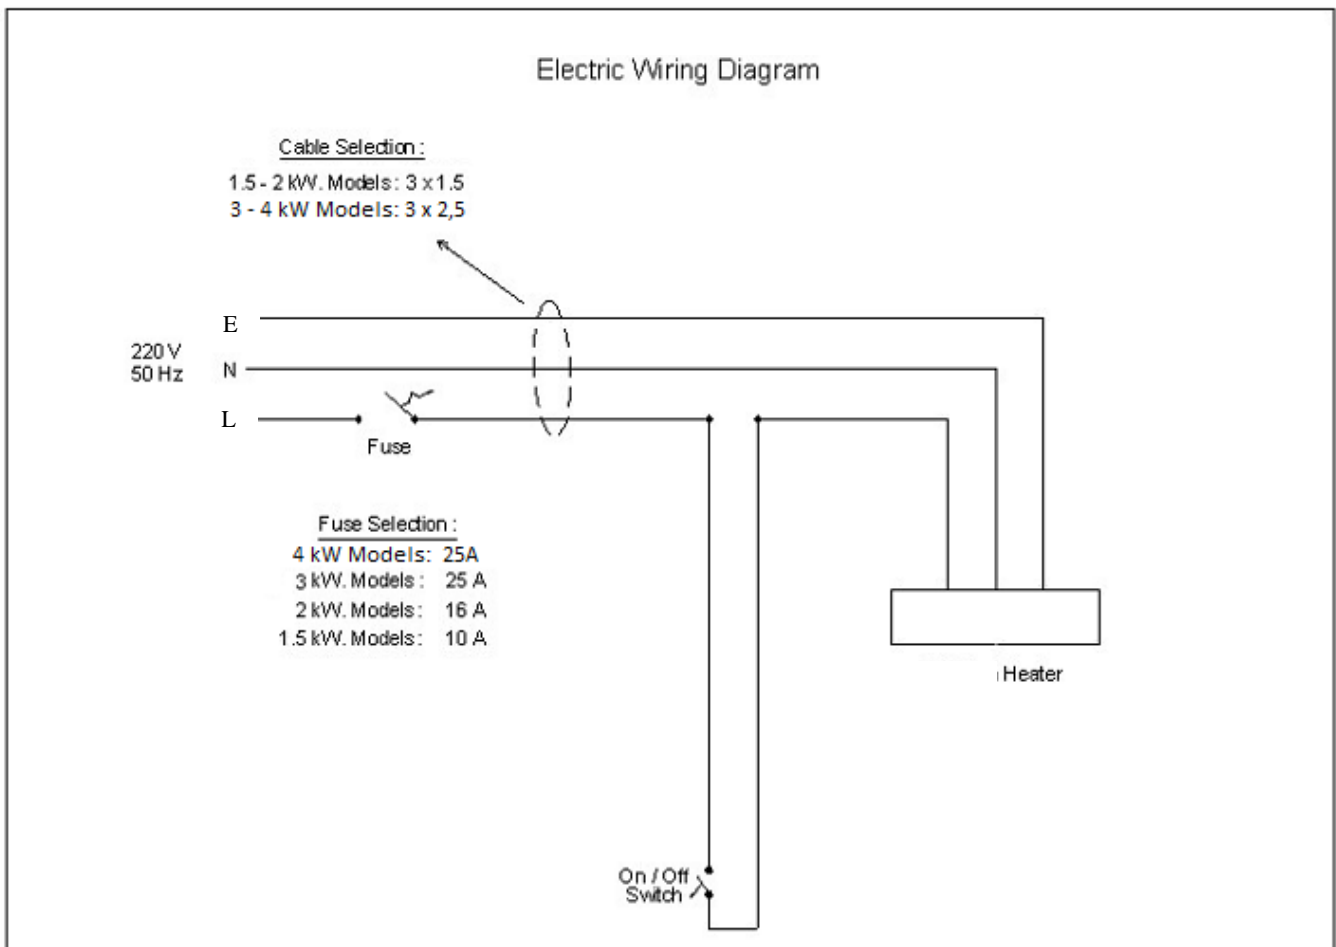 Electric Wiring Diagram
Cable Selection :
1.5 - 2 kW. Models : 3 x 1.5
3 - 4 kW Models: 3 x 2,5
E
220 V
50 Hz
N
L
Fuse
Fuse Selection :
4 kW Models: 25A
3 kW. Models : 25 A
2 kW. Models : 16 A
1.5 kW. Models : 10 A
Heater
On / Off
Switch